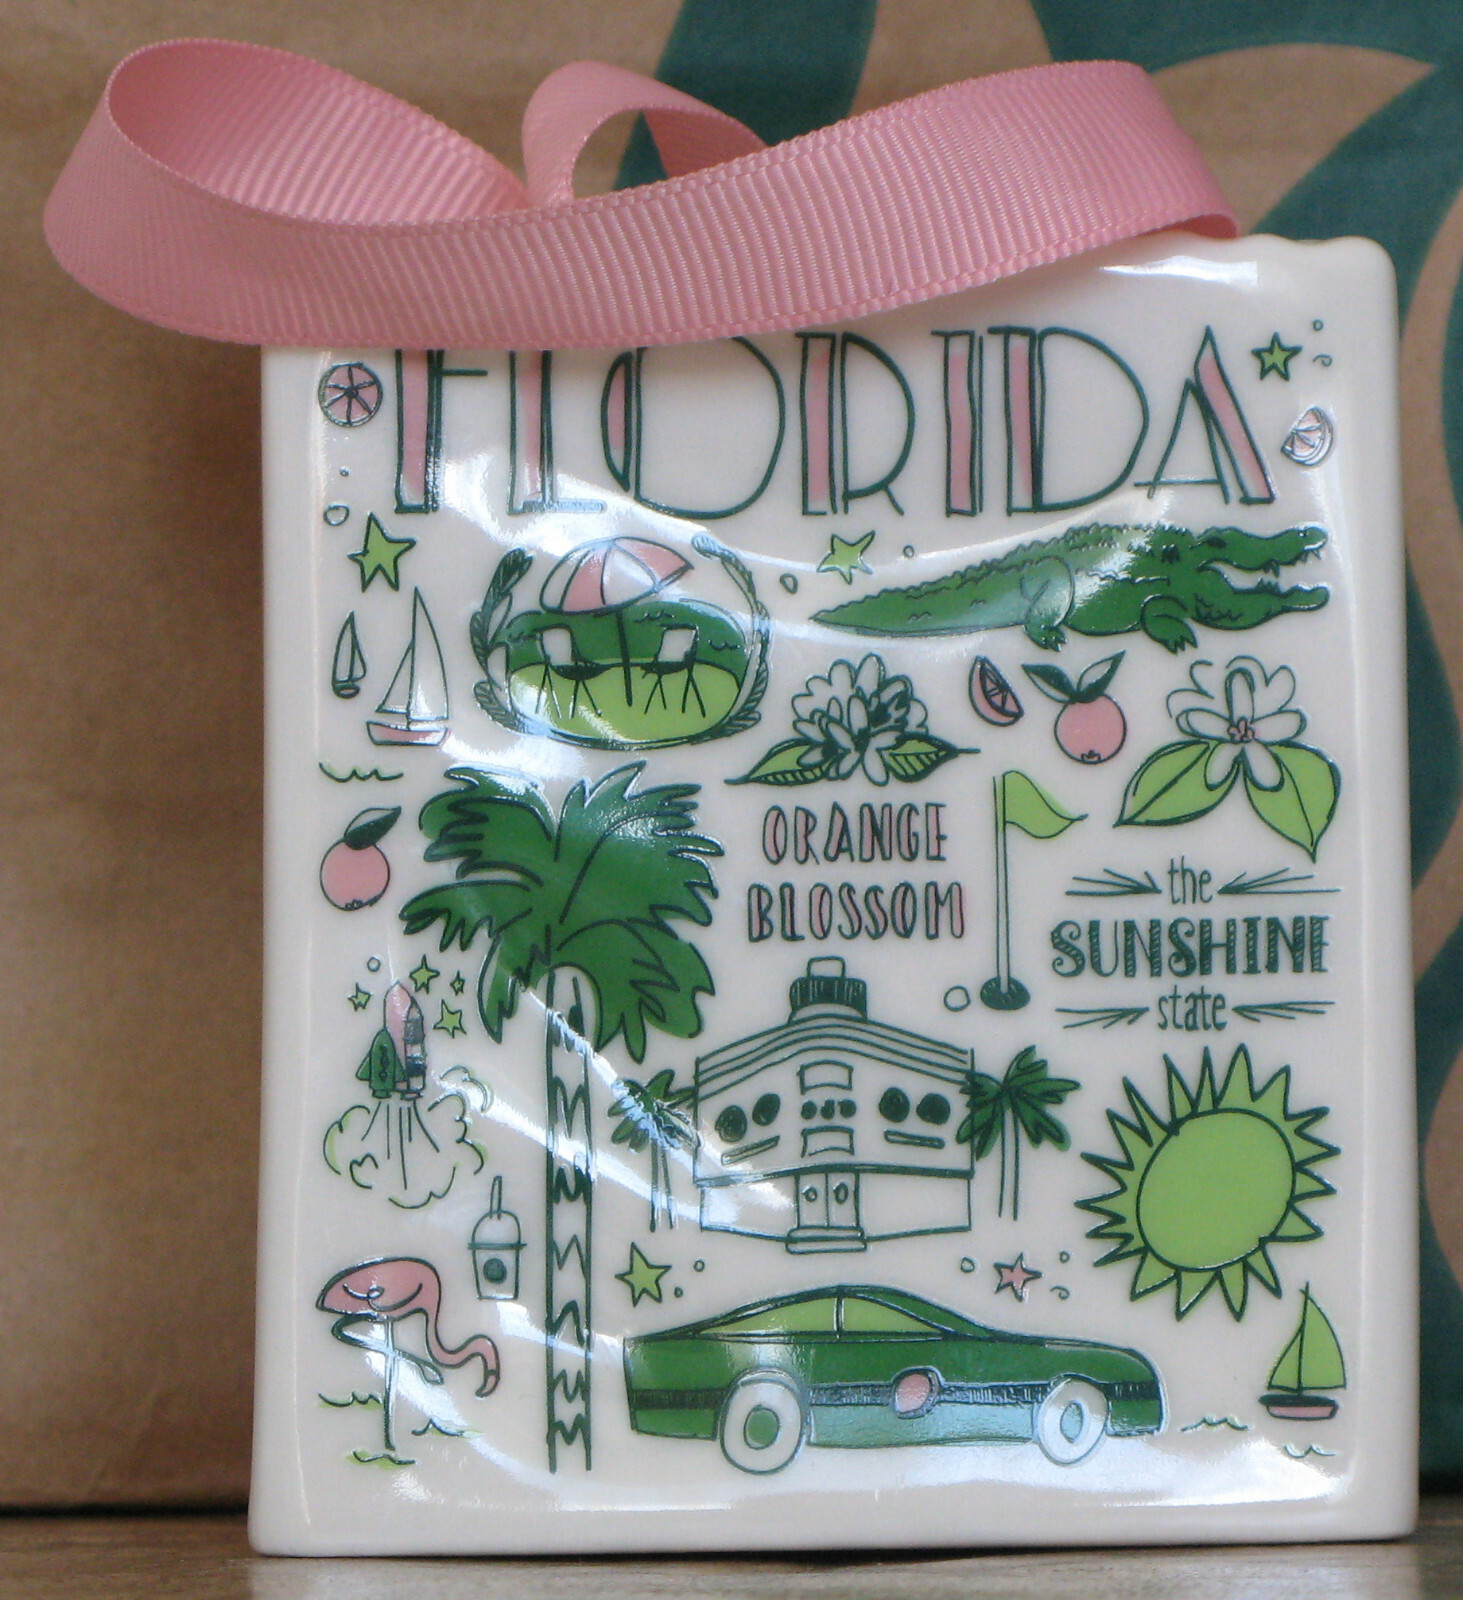 FLORIDA
ORANGE
BLOSSOM
the
SUNSHINE
state